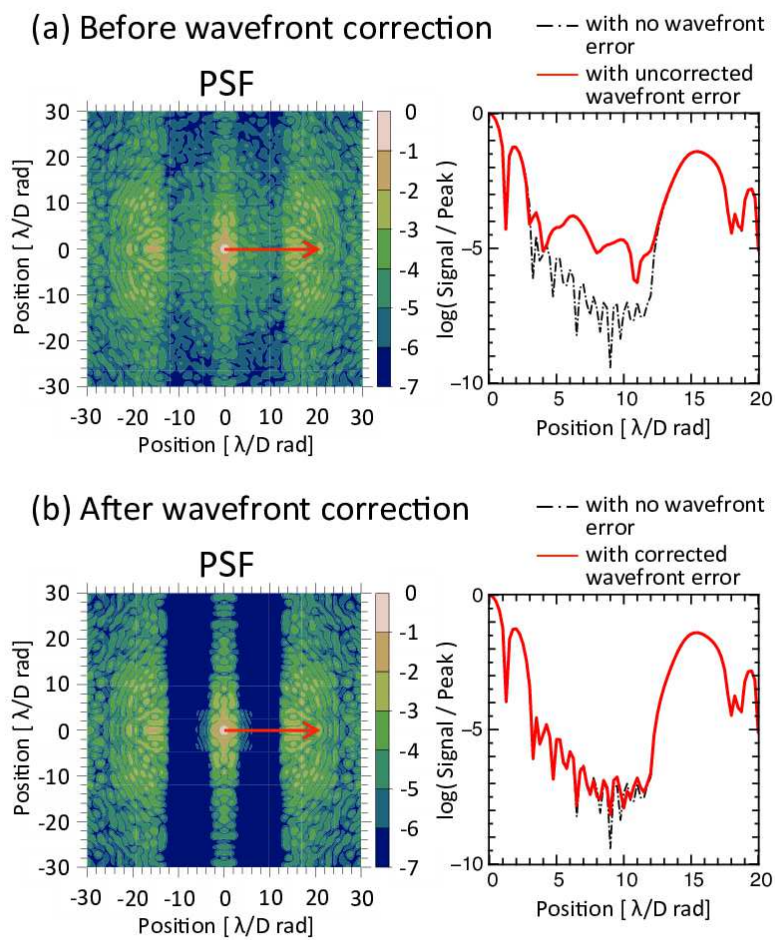 (a) Before wavefront correction
with no wavefront
error
with uncorrected
wavefront error
PSF
30
20
10
0
-10
-20
-30
Position [ λ/D rad]
-30 -20 -10 0 10 20 30
Position [ λ/D rad]
0
-1
-2
-3
-4
-5
-6
-7
log( Signal / Peak )
0
-5
-10
0 5 10 15 20
Position [ λ/D rad]
(b) After wavefront correction
with no wavefront
error
with corrected
wavefront error
PSF
30
20
10
0
-10
-20
-30
Position [ λ/D rad]
-30 -20 -10 0 10 20 30
Position [ λ/D rad]
0
-1
-2
-3
-4
-5
-6
-7
log( Signal / Peak )
0
-5
-10
0 5 10 15 20
Position [ λ/D rad]